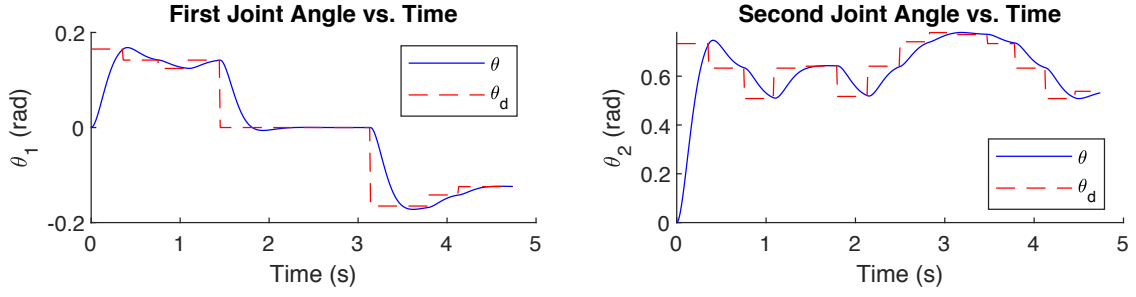 First Joint Angle vs. Time
0.2
0
-0.2
θ1 (rad)
θ
θd
0 1 2 3 4 5
Time (s)
Second Joint Angle vs. Time
0.6
0.4
0.2
0
θ2 (rad)
θ
θd
0 1 2 3 4 5
Time (s)